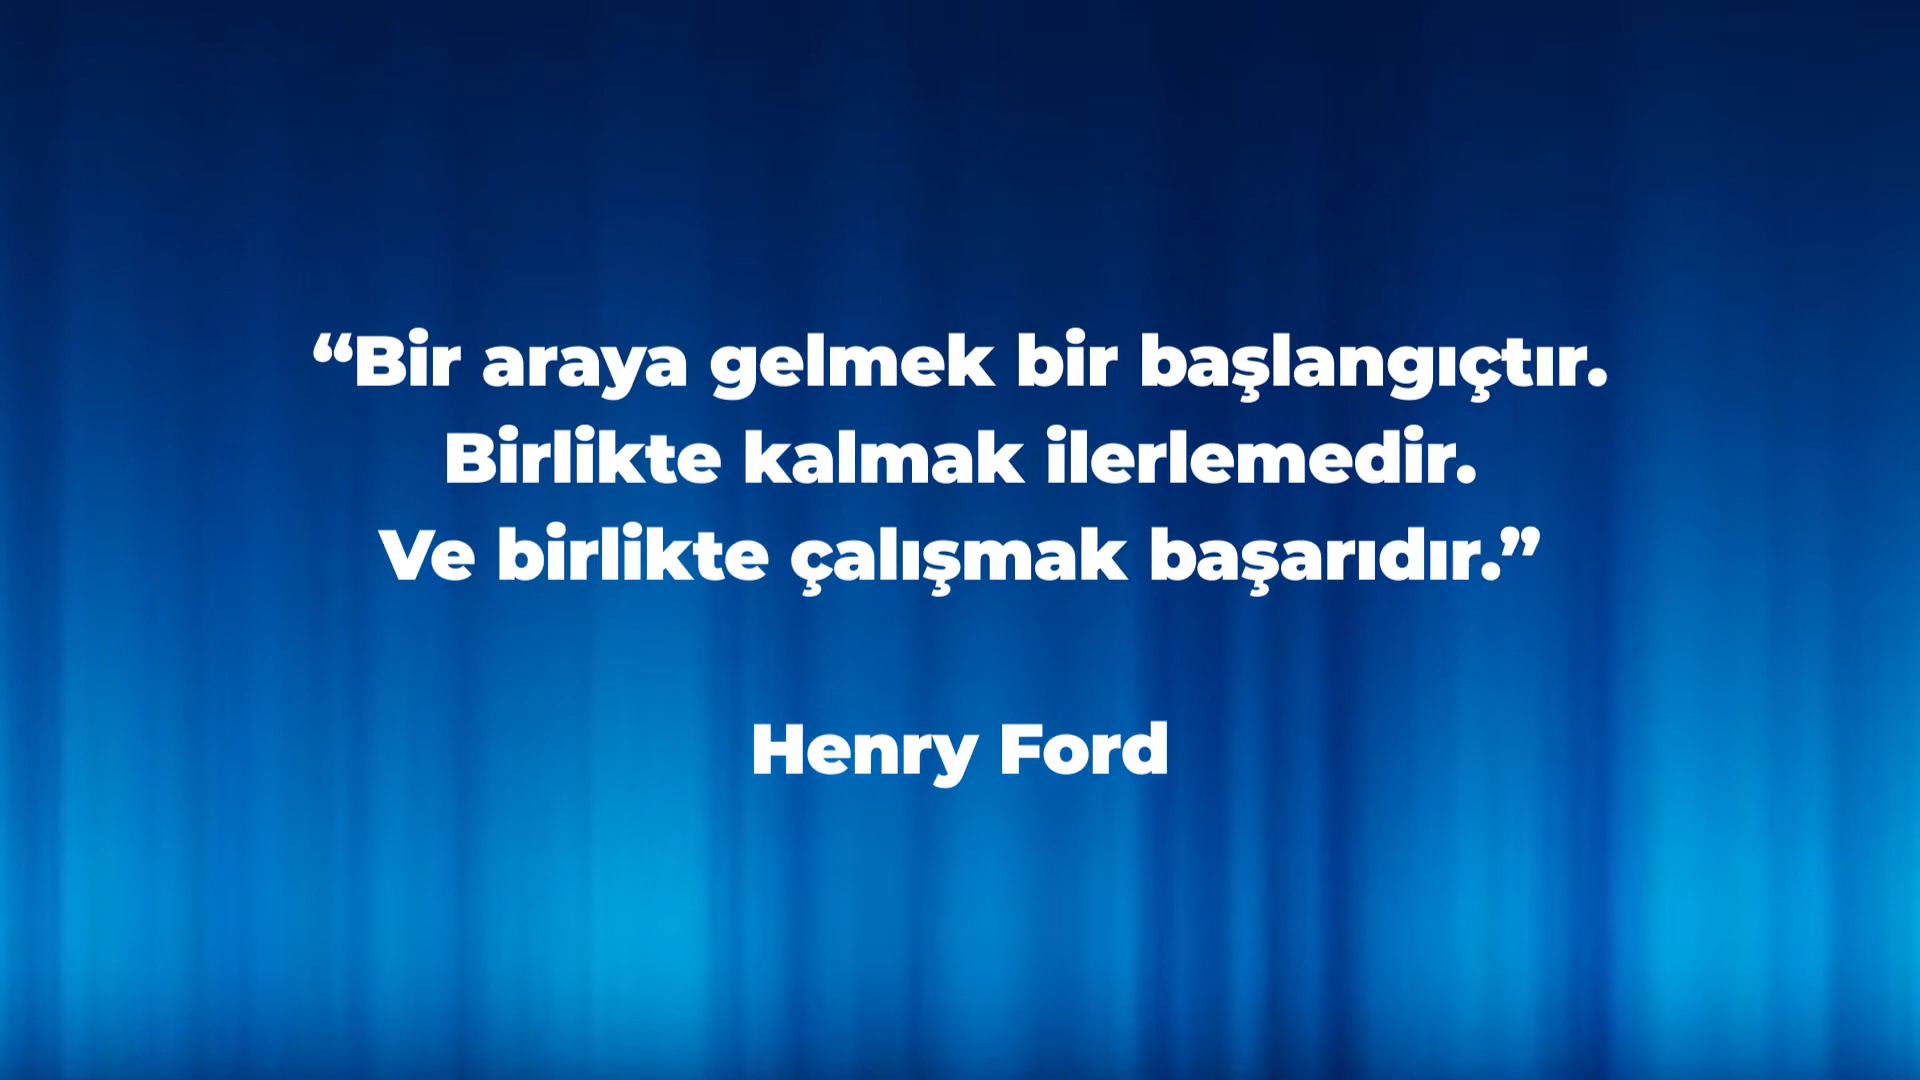 “Bir araya gelmek bir başlangıçtır.
Birlikte kalmak ilerlemedir.
Ve birlikte çalışmak başarıdır.”
Henry Ford